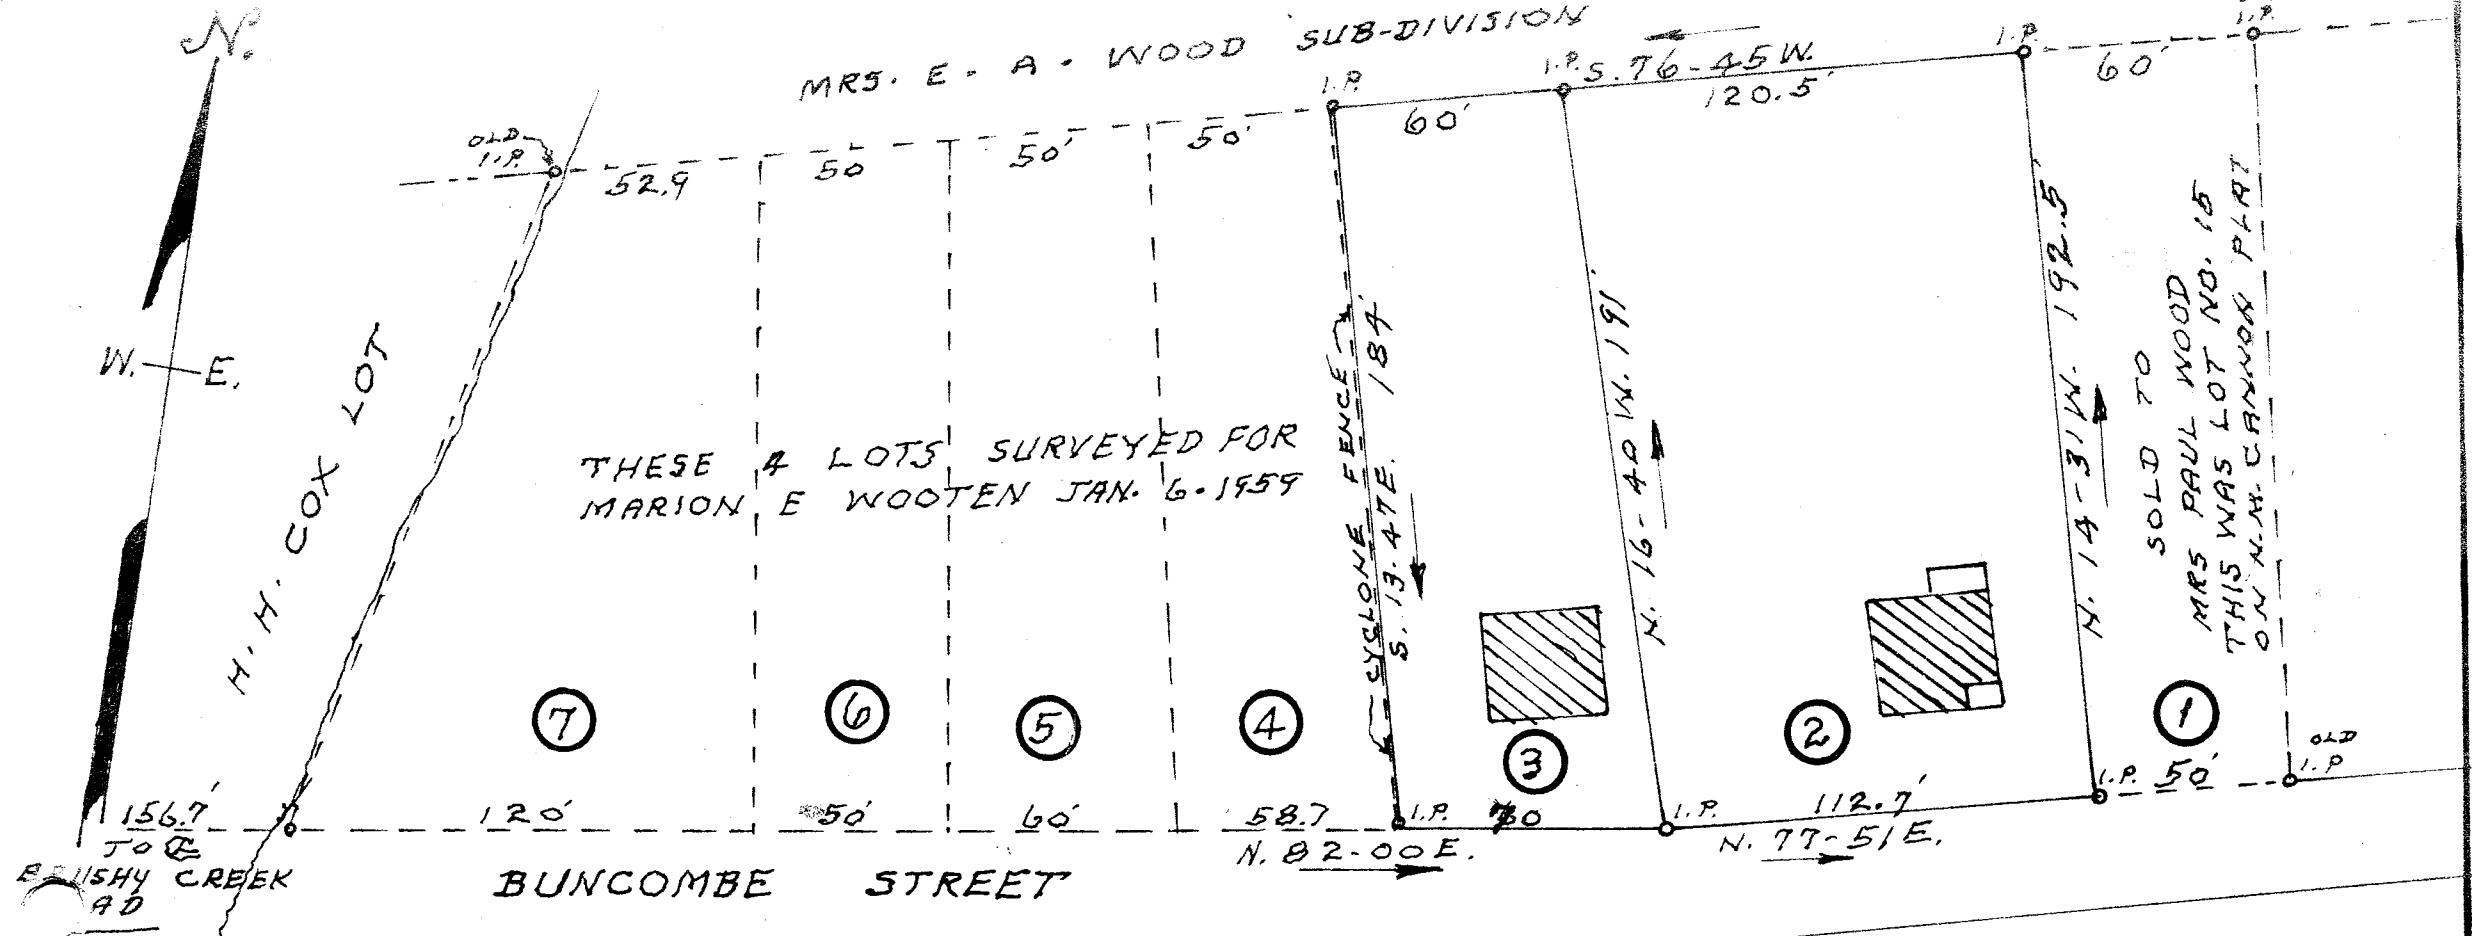 N.
W. E.
MRS. E. A. WOOD SUB-DIVISION
S. 76-45 W.
120.5'
I.P.
I.P.
I.P.
I.P.
60'
60'
OLD
I.P.
52.9
50
50'
50'
H. H. COX LOT
THESE 4 LOTS SURVEYED FOR
MARION E WOOTEN JAN. 6. 1959
CYCLONE FENCE
S. 13-47 E. 184'
N. 16-40 W. 191'
N. 14-31 W. 192.5'
SOLD TO
MRS PAUL WOOD
THIS WAS LOT NO. 15
ON N.M. CANNON PLAT
7
6
5
4
3
2
1
156.7'
TO
CREEK
120'
50'
60'
58.7
I.P.
I.P.
112.7'
I.P.
50'
OLD
I.P
N. 82-00 E.
N. 77-51 E.
BUNCOMBE STREET